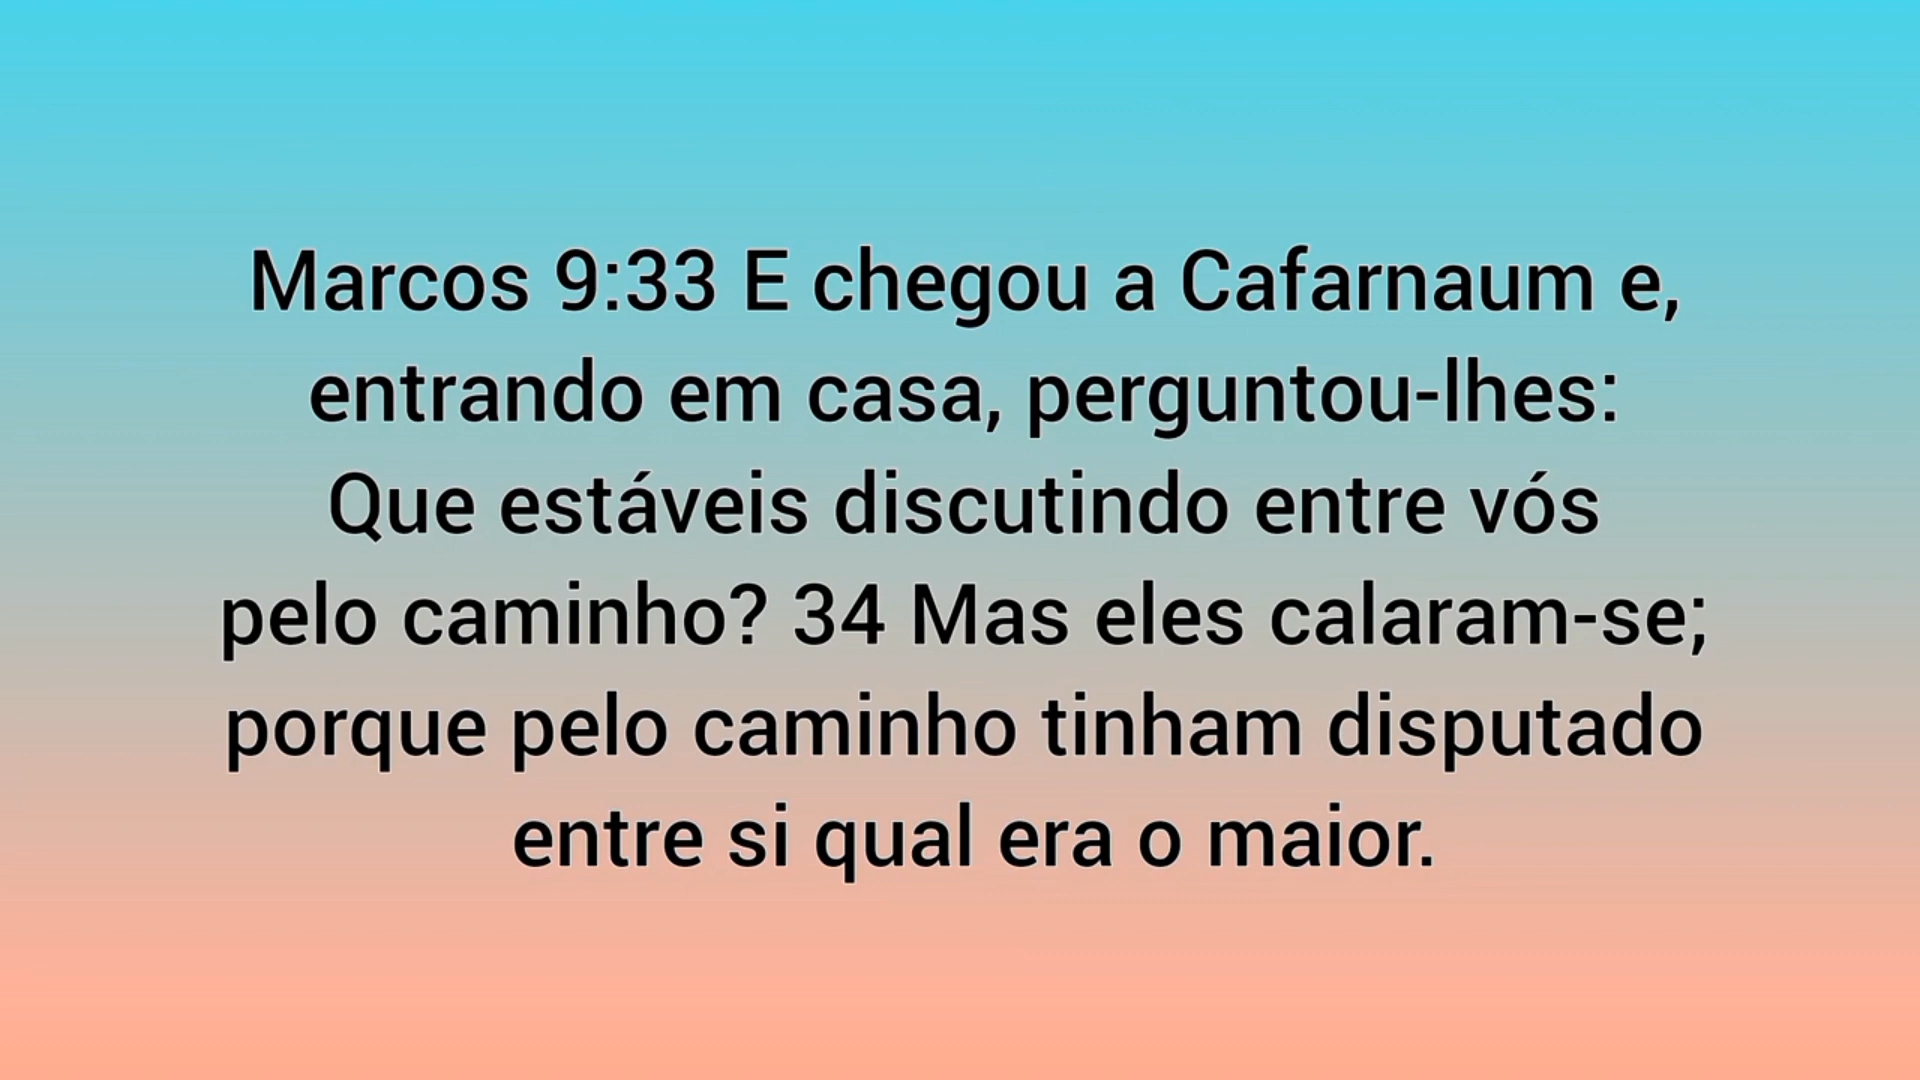 Marcos 9:33 E chegou a Cafarnaum e,
entrando em casa, perguntou-lhes:
Que estáveis discutindo entre vós
pelo caminho? 34 Mas eles calaram-se;
porque pelo caminho tinham disputado
entre si qual era o maior.